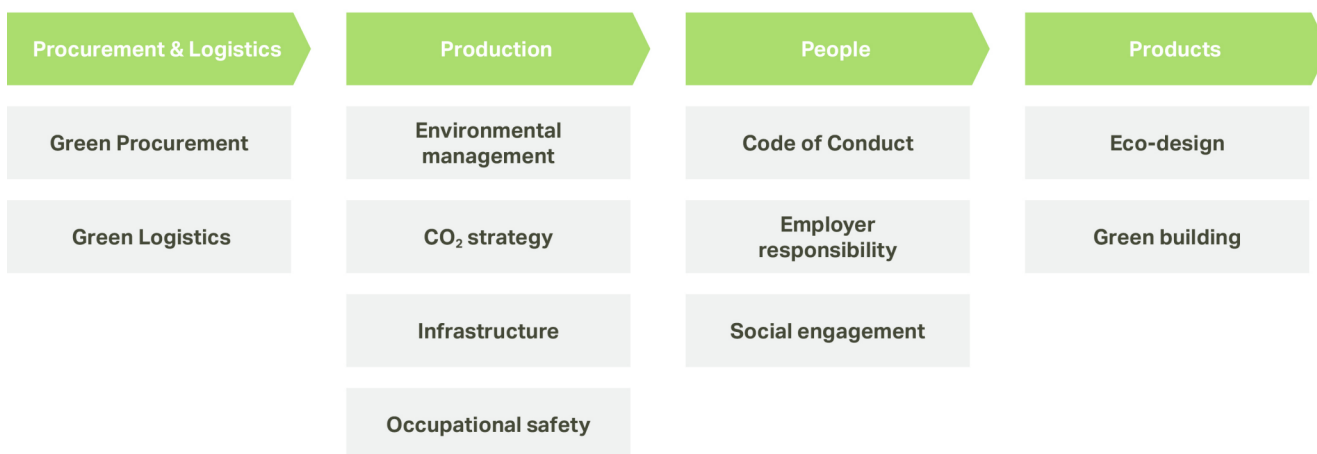 Procurement & Logistics
Production
People
Products
Green Procurement
Environmental
management
Code of Conduct
Eco-design
Green Logistics
CO₂ strategy
Employer
responsibility
Green building
Infrastructure
Social engagement
Occupational safety